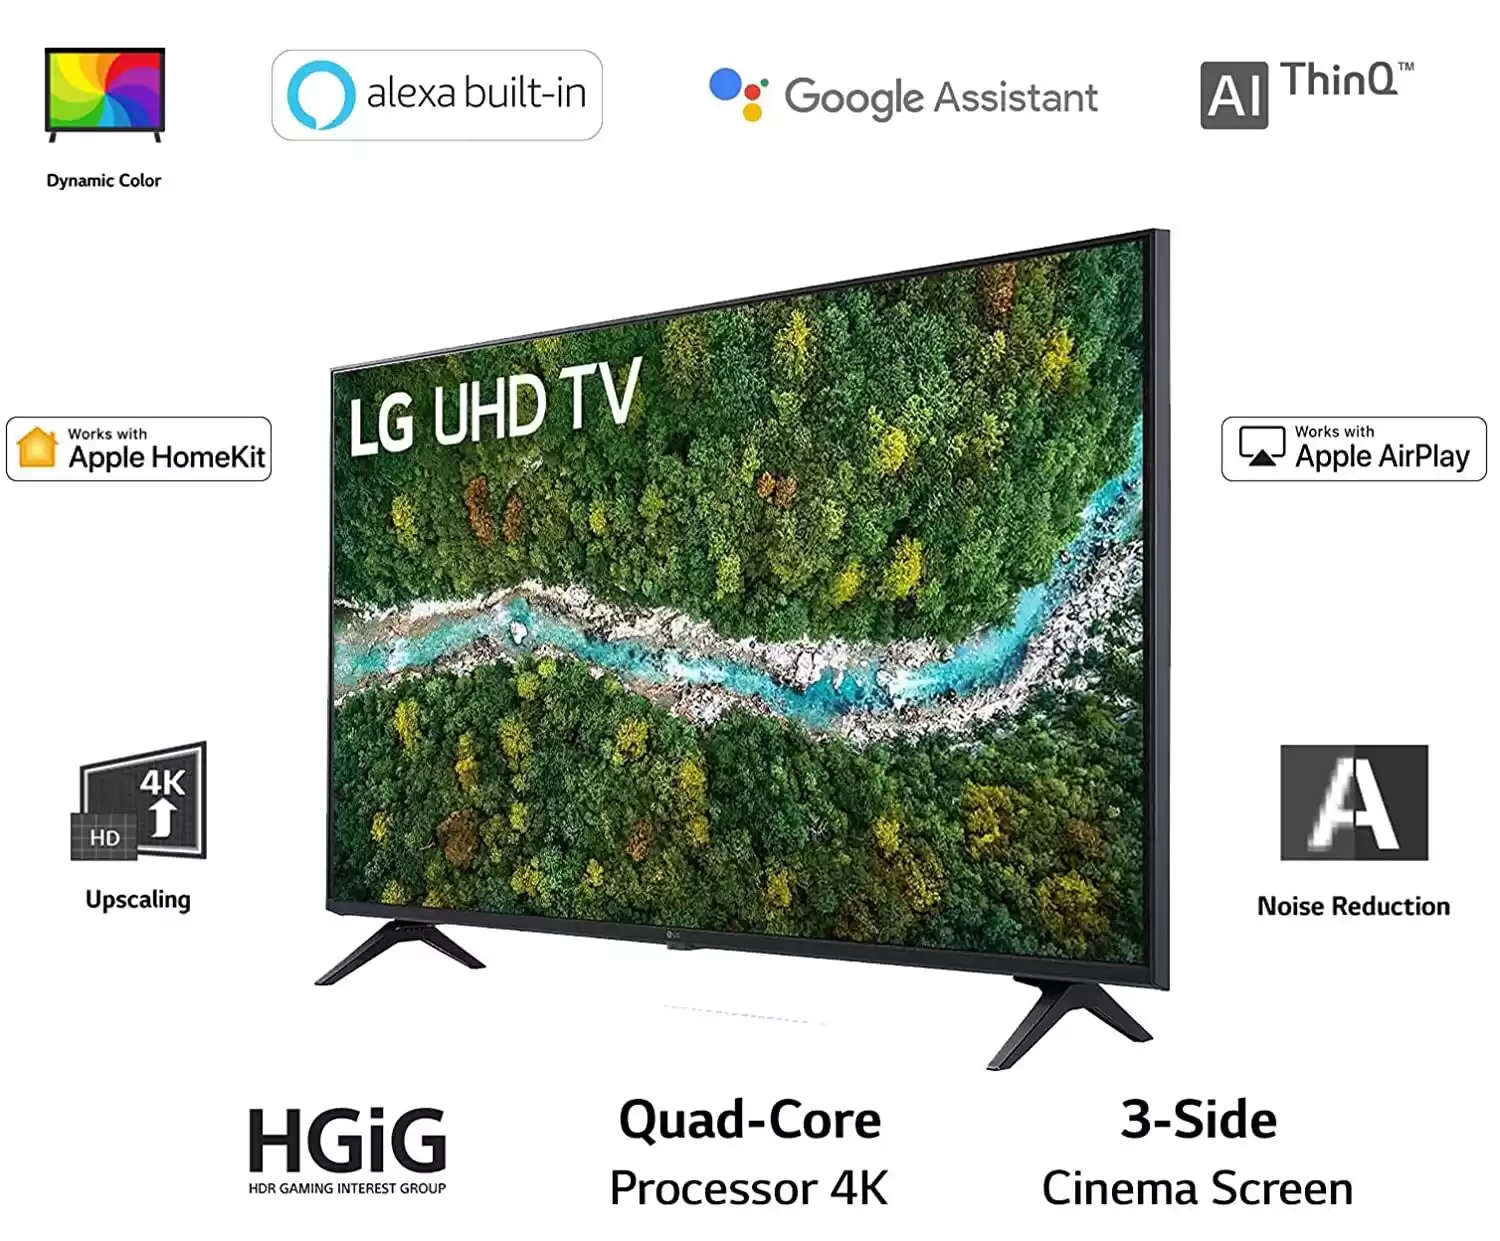 alexa built-in
Google Assistant
AI ThinQ™
Dynamic Color
LG UHD TV
Works with
Apple HomeKit
Works with
Apple AirPlay
4K
HD
Upscaling
A
Noise Reduction
LG
HGiG
HDR GAMING INTEREST GROUP
Quad-Core
Processor 4K
3-Side
Cinema Screen